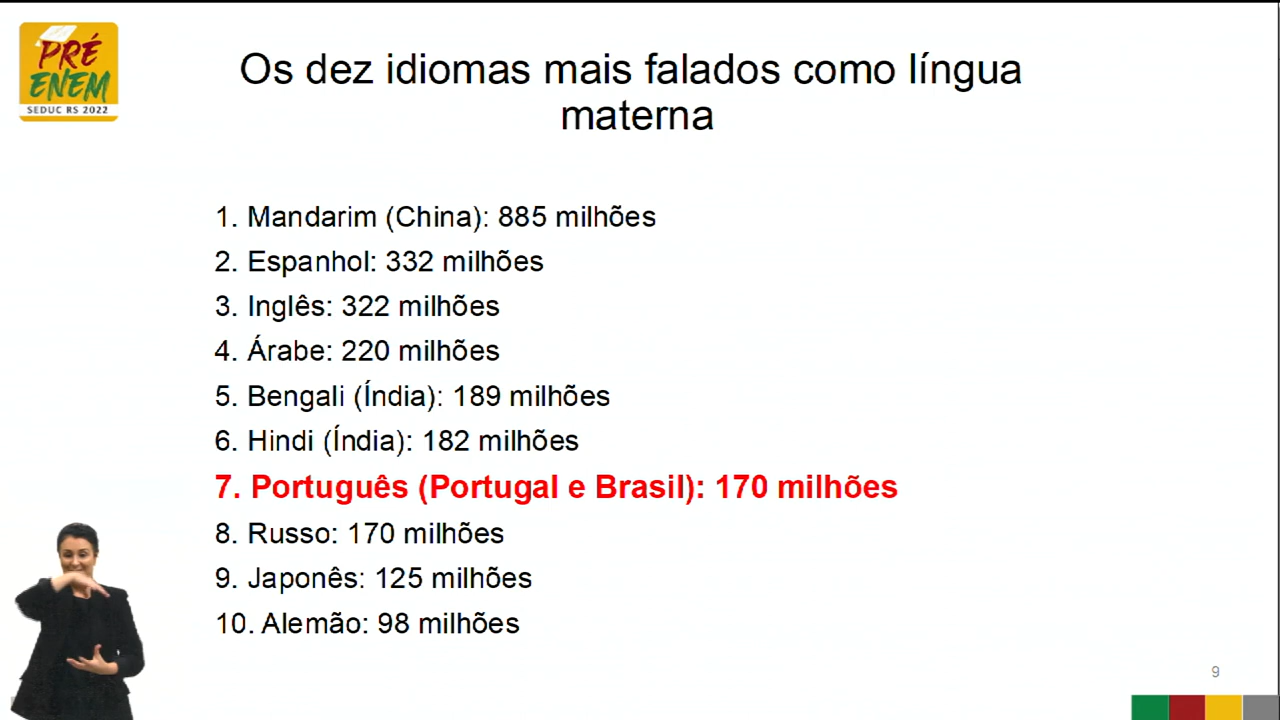 PRÉ
ENEM
SEDUC RS 2022
Os dez idiomas mais falados como língua
materna
1. Mandarim (China): 885 milhões
2. Espanhol: 332 milhões
3. Inglês: 322 milhões
4. Árabe: 220 milhões
5. Bengali (Índia): 189 milhões
6. Hindi (Índia): 182 milhões
7. Português (Portugal e Brasil): 170 milhões
8. Russo: 170 milhões
9. Japonês: 125 milhões
10. Alemão: 98 milhões
9